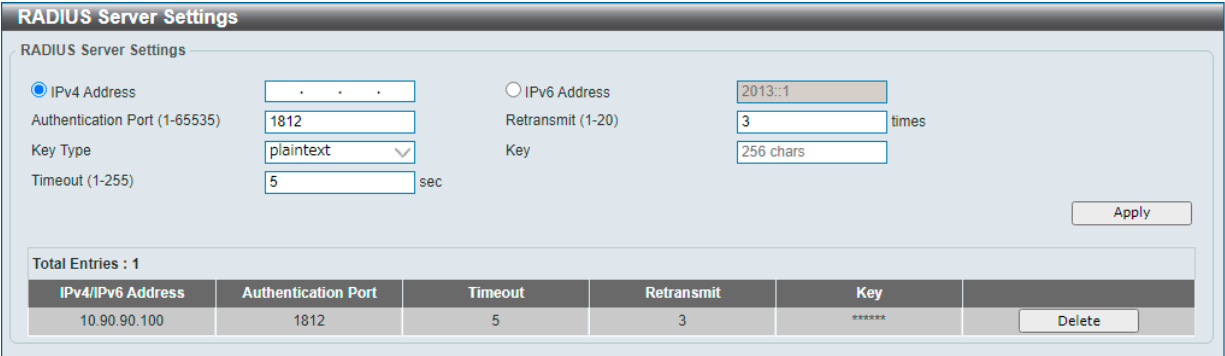 RADIUS Server Settings
RADIUS Server Settings
IPv4 Address . . . IPv6 Address 2013::1
Authentication Port (1-65535) 1812 Retransmit (1-20) 3 times
Key Type plaintext Key 256 chars
Timeout (1-255) 5 sec
Apply
Total Entries : 1
IPv4/IPv6 Address Authentication Port Timeout Retransmit Key
10.90.90.100 1812 5 3 ****** Delete